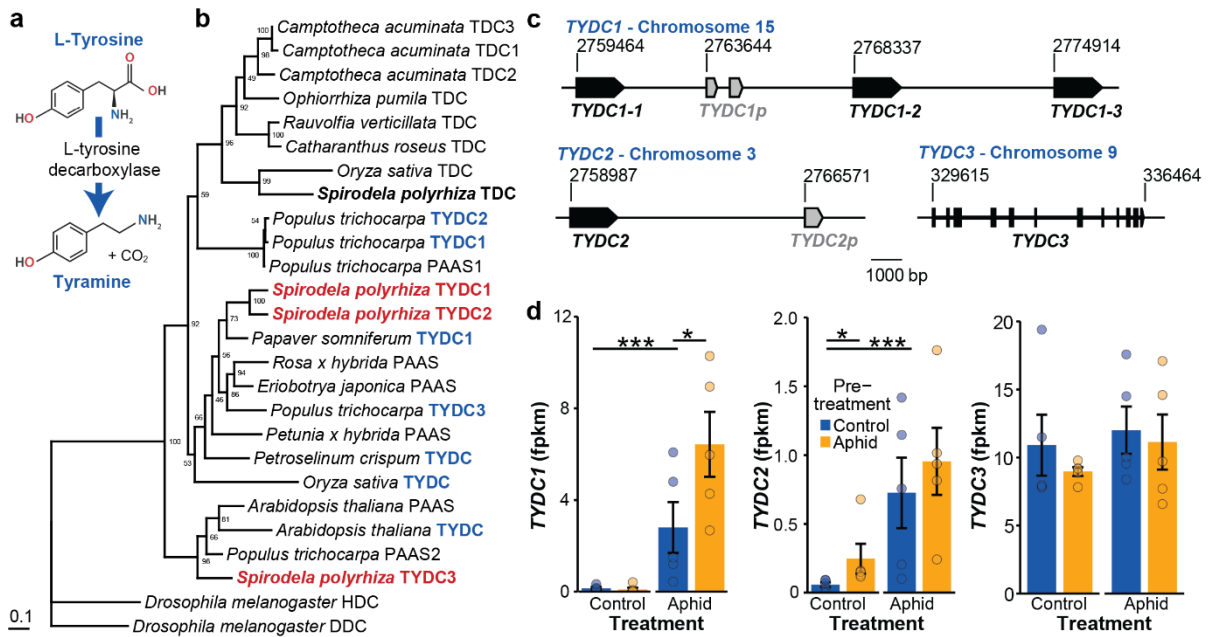 a
L-Tyrosine
O
OH
HO
NH2
L-tyrosine
decarboxylase
NH2
HO
+ CO2
Tyramine
b
Camptotheca acuminata TDC3
Camptotheca acuminata TDC1
Camptotheca acuminata TDC2
Ophiorrhiza pumila TDC
Rauvolfia verticillata TDC
Catharanthus roseus TDC
Oryza sativa TDC
Spirodela polyrhiza TDC
Populus trichocarpa TYDC2
Populus trichocarpa TYDC1
Populus trichocarpa PAAS1
Spirodela polyrhiza TYDC1
Spirodela polyrhiza TYDC2
Papaver somniferum TYDC1
Rosa x hybrida PAAS
Eriobotrya japonica PAAS
Populus trichocarpa TYDC3
Petunia x hybrida PAAS
Petroselinum crispum TYDC
Oryza sativa TYDC
Arabidopsis thaliana PAAS
Arabidopsis thaliana TYDC
Populus trichocarpa PAAS2
Spirodela polyrhiza TYDC3
Drosophila melanogaster HDC
Drosophila melanogaster DDC
100
98
49
92
100
96
99
59
54
100
92
100
73
56
94
86
46
66
53
100
81
66
98
0.1
c
TYDC1 - Chromosome 15
2759464
2763644
2768337
2774914
TYDC1-1
TYDC1p
TYDC1-2
TYDC1-3
TYDC2 - Chromosome 3
2758987
2766571
TYDC2
TYDC2p
TYDC3 - Chromosome 9
329615
336464
TYDC3
1000 bp
d
TYDC1 (fpkm)
12
8
4
0
***
*
Control
Aphid
Treatment
TYDC2 (fpkm)
2.0
1.5
1.0
0.5
0
*
***
Pre-
treatment
Control
Aphid
Control
Aphid
Treatment
TYDC3 (fpkm)
20
15
10
5
0
Control
Aphid
Treatment